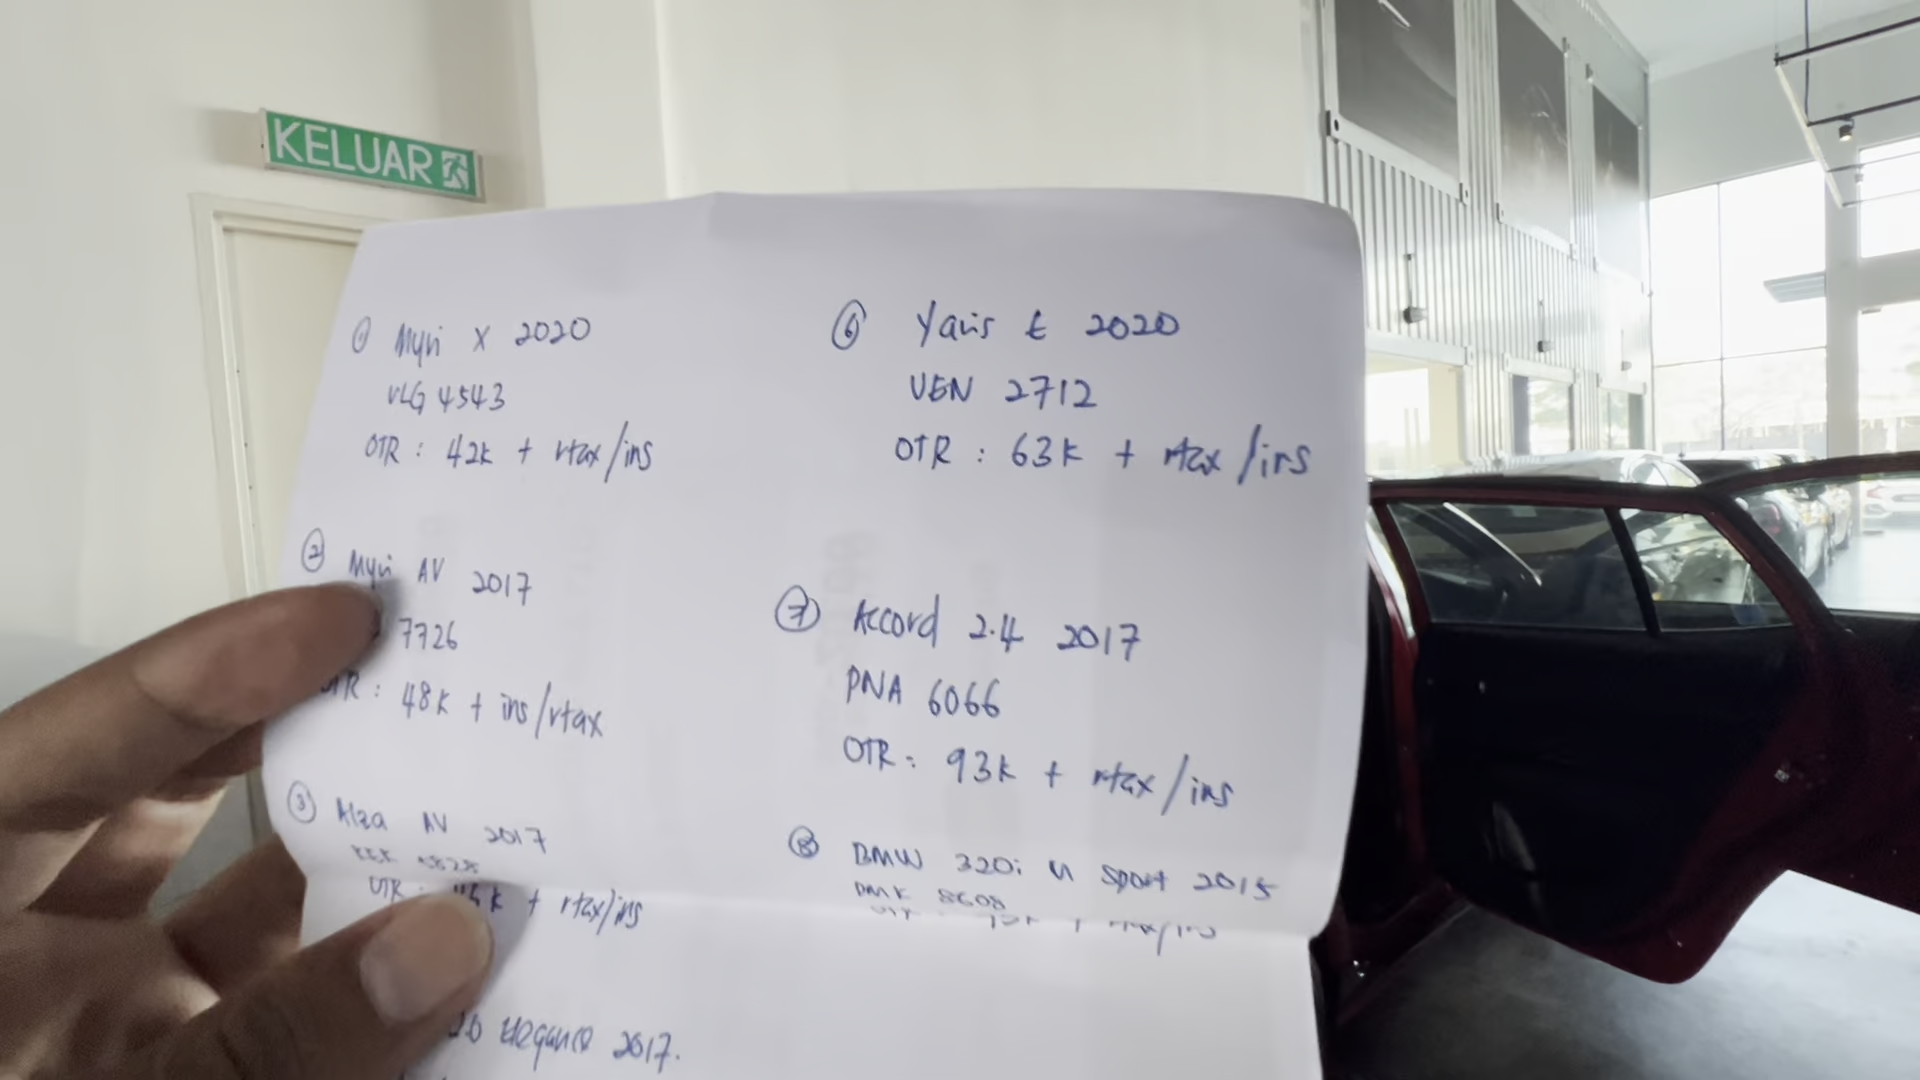 KELUAR
① Myvi X 2020
VLG 4543
OTR : 42k + rtax/ins
② Myvi AV 2017
7726
48k + ins/rtax
③ Alza AV 2017
OTR : + rtax/ins
Elegance 2017.
⑥ Yaris E 2020
VEN 2712
OTR : 63k + rtax/ins
⑦ Accord 2.4 2017
PNA 6066
OTR : 93k + rtax/ins
⑧ BMW 320i M Sport 2015
8608